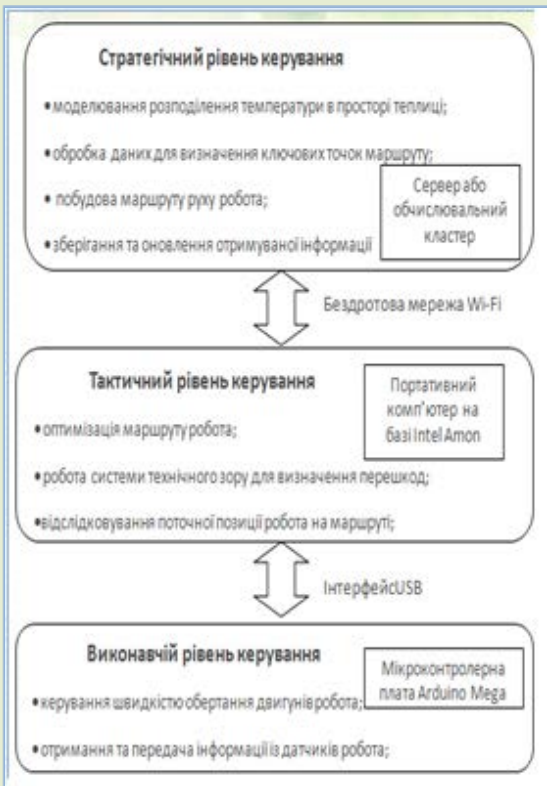 Стратегічний рівень керування
•моделювання розподілення температури в просторі теплиці;
•обробка даних для визначення ключових точок маршруту;
• побудова маршруту руху робота;
•зберігання та оновлення отримуваної інформації
Сервер або
обчислювальний
кластер
Бездротова мережа Wi-Fi
Тактичний рівень керування
•оптимізація маршруту робота;
•робота системи технічного зору для визначення перешкод;
•відслідковування поточної позиції робота на маршруті;
Портативний
комп'ютер на
базі Intel Amon
ІнтерфейсUSB
Виконавчій рівень керування
•керування швидкістю обертання двигунів робота;
•отримання та передача інформації із датчиків робота;
Мікроконтролерна
плата Arduino Mega